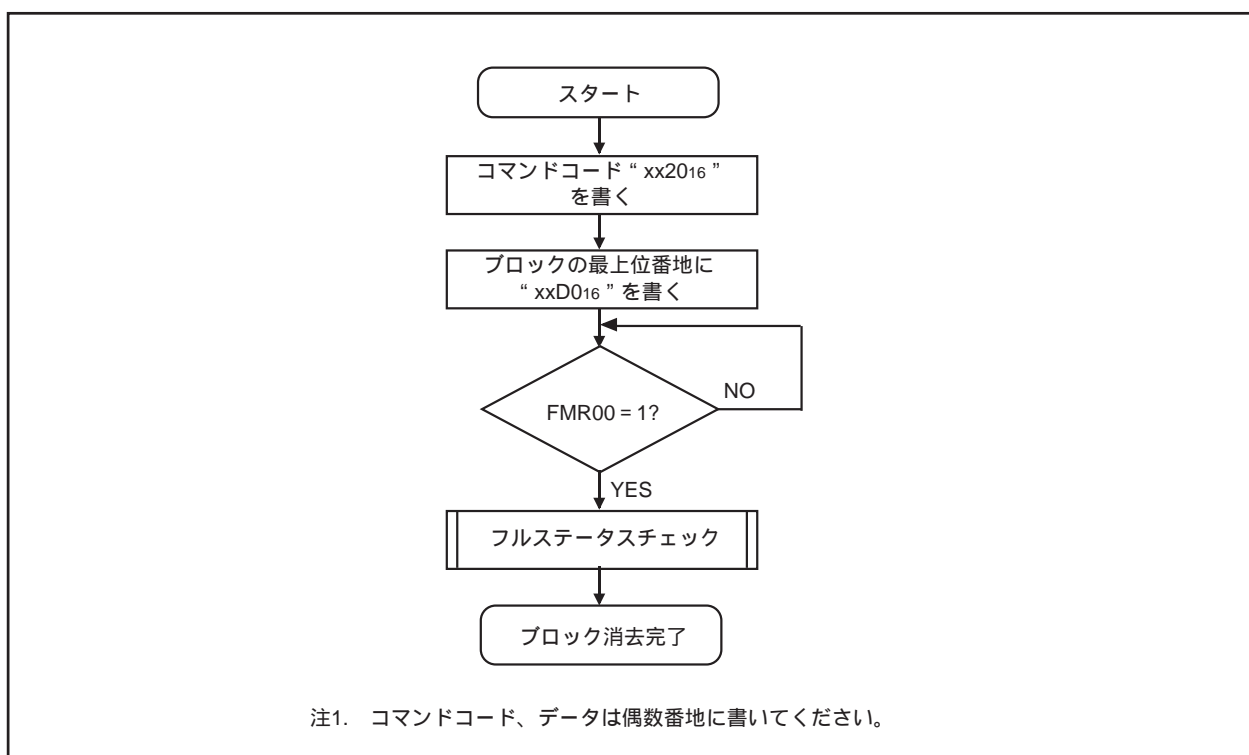 スタート
コマンドコード“ xx2016 ”
を書く
ブロックの最上位番地に
“ xxD016 ”を書く
NO
FMR00 = 1?
YES
フルステータスチェック
ブロック消去完了
注1. コマンドコード、データは偶数番地に書いてください。